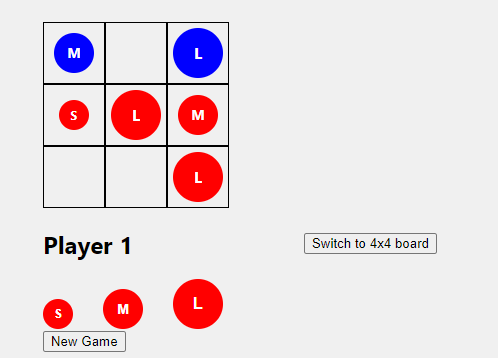 M L
S L M
L
Player 1
Switch to 4x4 board
S M L
New Game